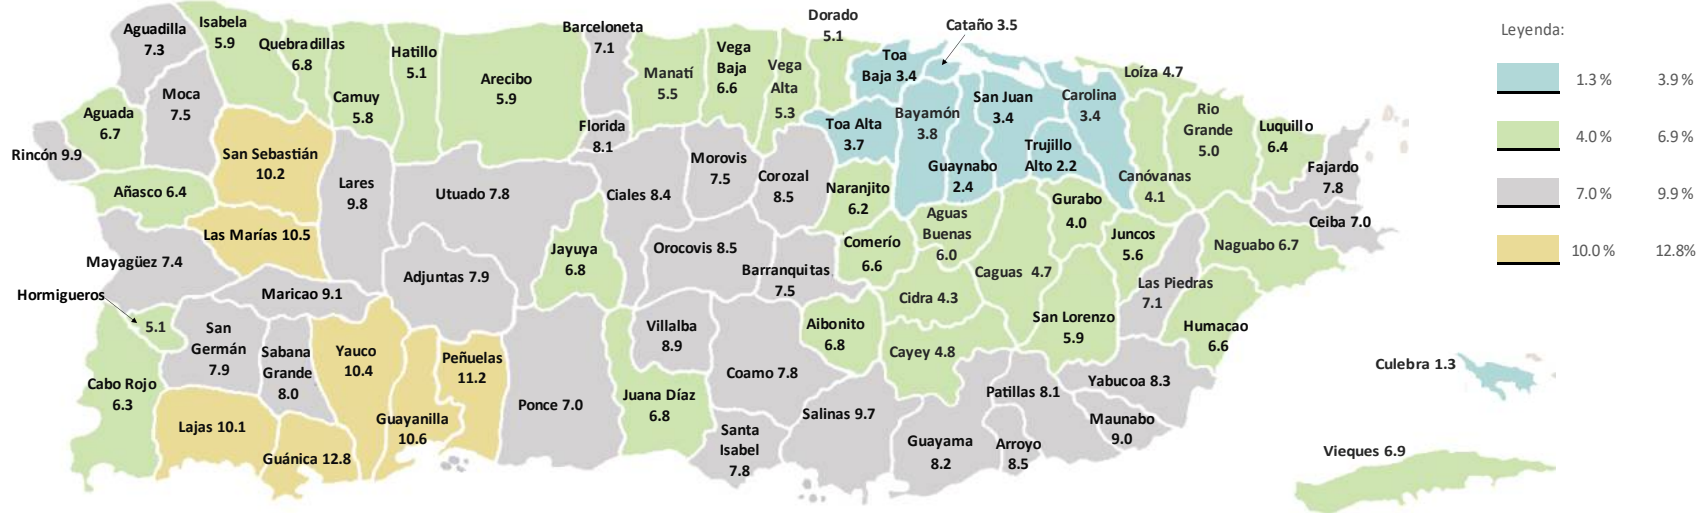 Aguadilla
7.3
Isabela
5.9
Quebradillas
6.8
Hatillo
5.1
Camuy
5.8
Arecibo
5.9
Barceloneta
7.1
Manatí
5.5
Vega
Baja
6.6
Vega
Alta
5.3
Dorado
5.1
Toa
Baja 3.4
Cataño 3.5
Toa Alta
3.7
Bayamón
3.8
San Juan
3.4
Guaynabo
2.4
Trujillo
Alto 2.2
Carolina
3.4
Loíza 4.7
Canóvanas
4.1
Rio
Grande
5.0
Luquillo
6.4
Fajardo
7.8
Ceiba 7.0
Moca
7.5
Aguada
6.7
Rincón 9.9
Añasco 6.4
San Sebastián
10.2
Las Marías 10.5
Mayagüez 7.4
Hormigueros
5.1
Cabo Rojo
6.3
San
Germán
7.9
Sabana
Grande
8.0
Maricao 9.1
Lares
9.8
Utuado 7.8
Adjuntas 7.9
Jayuya
6.8
Florida
8.1
Ciales 8.4
Morovis
7.5
Corozal
8.5
Orocovis 8.5
Barranquitas
7.5
Naranjito
6.2
Comerío
6.6
Aguas
Buenas
6.0
Cidra 4.3
Caguas 4.7
Gurabo
4.0
Juncos
5.6
Las Piedras
7.1
Naguabo 6.7
Humacao
6.6
San Lorenzo
5.9
Cayey 4.8
Aibonito
6.8
Villalba
8.9
Coamo 7.8
Juana Díaz
6.8
Ponce 7.0
Peñuelas
11.2
Guayanilla
10.6
Yauco
10.4
Guánica 12.8
Lajas 10.1
Santa
Isabel
7.8
Salinas 9.7
Guayama
8.2
Arroyo
8.5
Patillas 8.1
Maunabo
9.0
Yabucoa 8.3
Culebra 1.3
Vieques 6.9
Leyenda:
1.3 % 3.9 %
4.0 % 6.9 %
7.0 % 9.9 %
10.0 % 12.8%